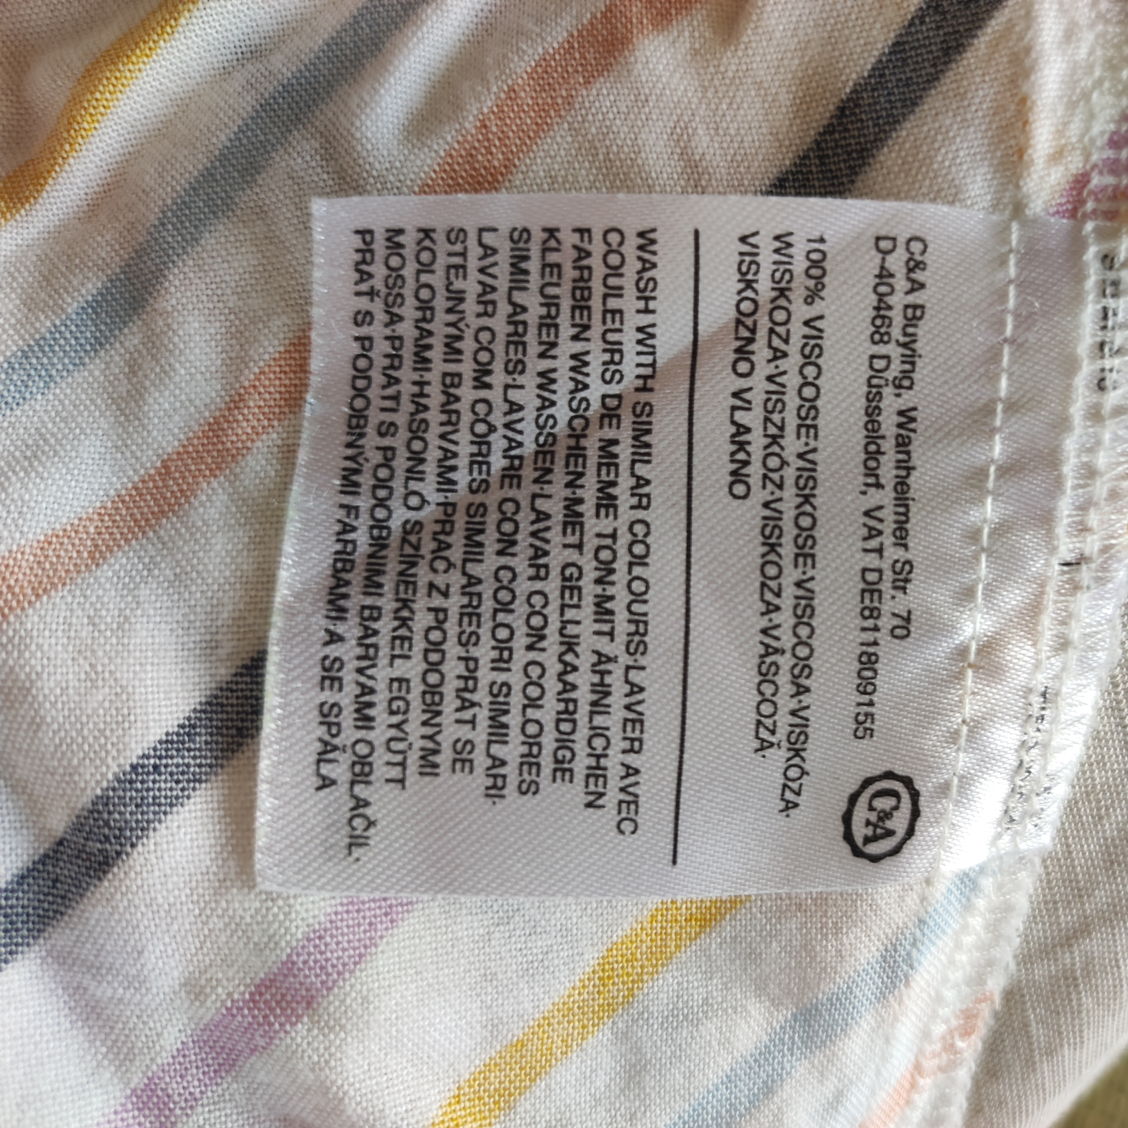 C&A Buying, Wanheimer Str. 70
D-40468 Düsseldorf, VAT DE811809155
C&A
100% VISCOSE·VISKOSE·VISCOSA·VISKÓZA·
WISKOZA·VISZKÓZ·VISKOZA·VÂSCOZĂ·
VISKOZNO VLAKNO
WASH WITH SIMILAR COLOURS·LAVER AVEC
COULEURS DE MEME TON·MIT ÄHNLICHEN
FARBEN WASCHEN·MET GELIJKAARDIGE
KLEUREN WASSEN·LAVAR CON COLORES
SIMILARES·LAVARE CON COLORI SIMILARI·
LAVAR COM CÔRES SIMILARES·PRÁT SE
STEJNÝMI BARVAMI·PRAĆ Z PODOBNYMI
KOLORAMI·HASONLÓ SZÍNEKKEL EGYÜTT
MOSSA·PRATI S PODOBNIMI BARVAMI OBLAČIL·
PRAŤ S PODOBNÝMI FARBAMI·A SE SPĂLA